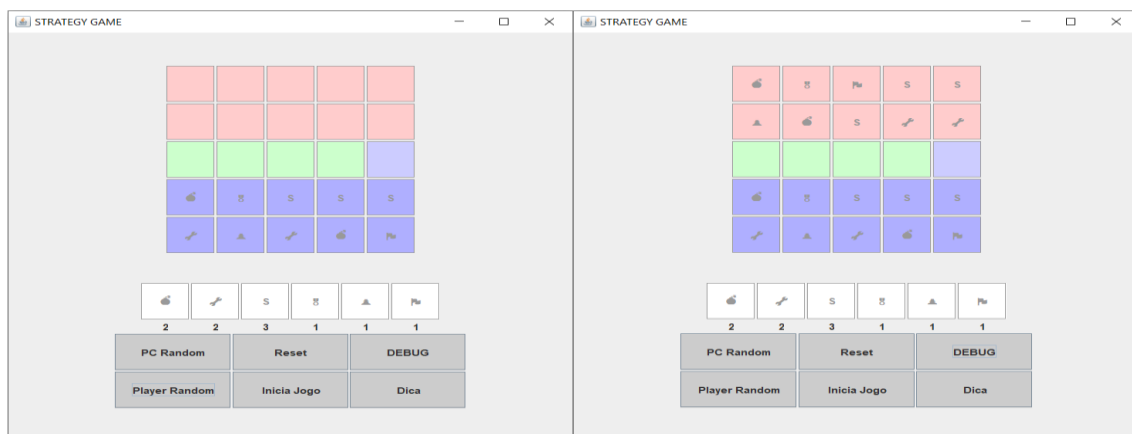 STRATEGY GAME
S S S
S
2 2 3 1 1 1
PC Random Reset DEBUG
Player Random Inicia Jogo Dica
STRATEGY GAME
S S
S
S S S
S
2 2 3 1 1 1
PC Random Reset DEBUG
Player Random Inicia Jogo Dica